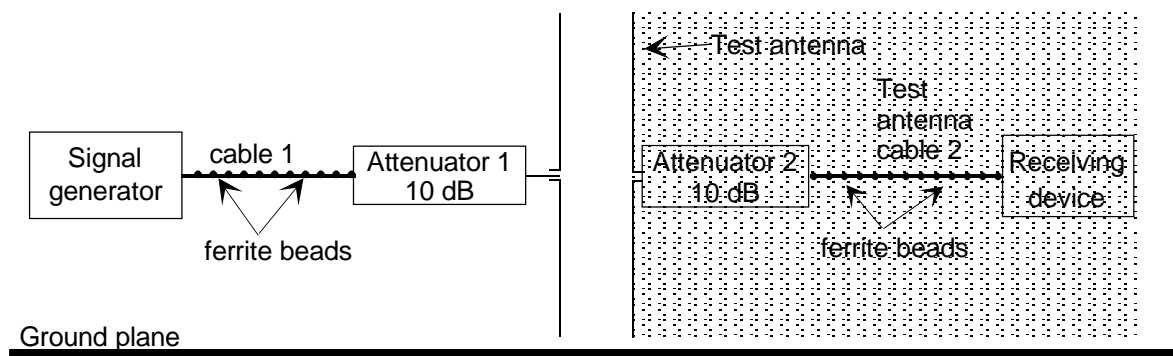 Test antenna
Test
antenna
cable 2
Signal
generator
cable 1
Attenuator 1
10 dB
Attenuator 2
10 dB
Receiving
device
ferrite beads
ferrite beads
Ground plane